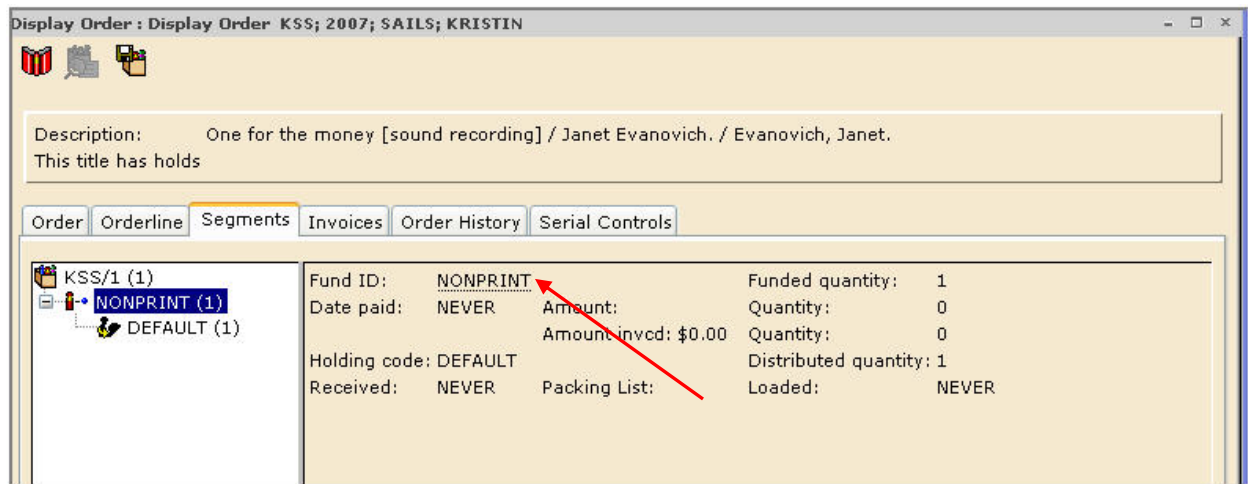 Display Order : Display Order KSS; 2007; SAILS; KRISTIN
Description: One for the money [sound recording] / Janet Evanovich. / Evanovich, Janet.
This title has holds
Order Orderline Segments Invoices Order History Serial Controls
KSS/1 (1)
NONPRINT (1)
DEFAULT (1)
Fund ID: NONPRINT Funded quantity: 1
Date paid: NEVER Amount: Quantity: 0
Amount invcd: $0.00 Quantity: 0
Holding code: DEFAULT Distributed quantity: 1
Received: NEVER Packing List: Loaded: NEVER